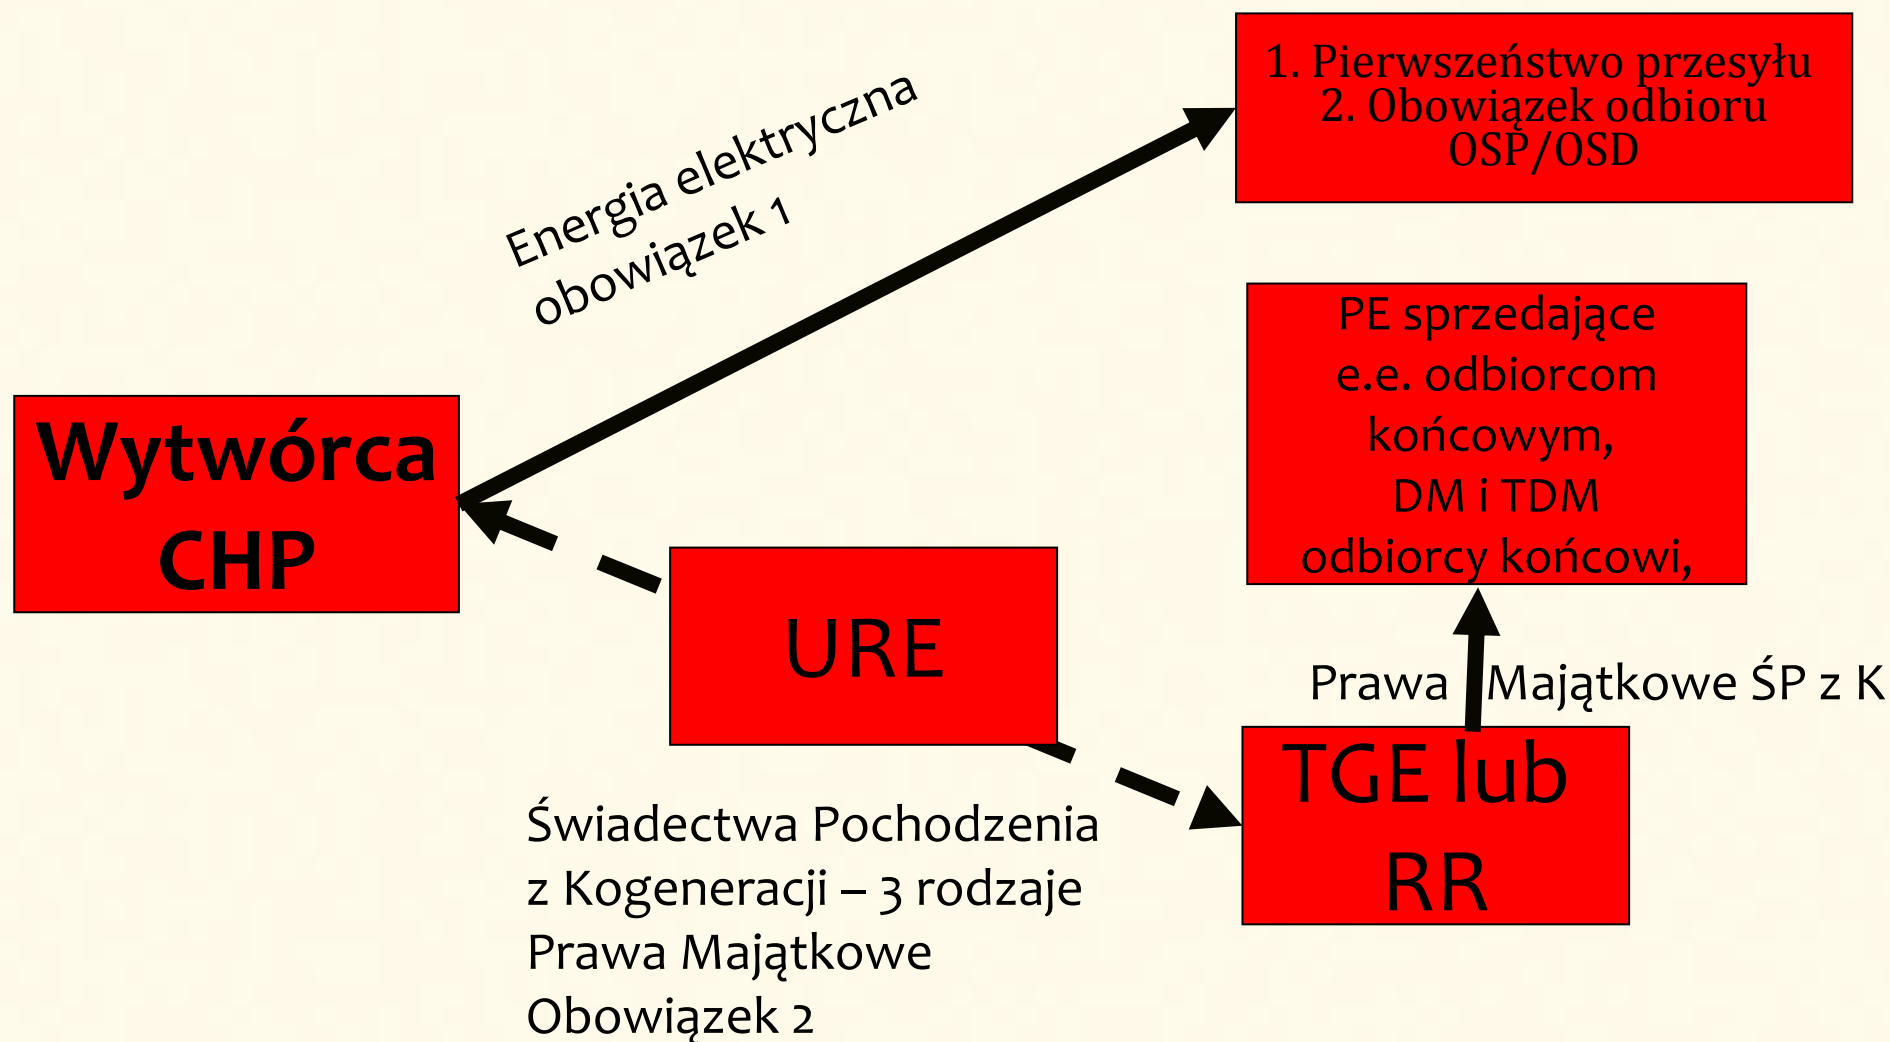 1. Pierwszeństwo przesyłu
2. Obowiązek odbioru
OSP/OSD
Energia elektryczna
obowiązek 1
PE sprzedające
e.e. odbiorcom
końcowym,
DM i TDM
odbiorcy końcowi,
Wytwórca
CHP
URE
Prawa Majątkowe ŚP z K
TGE lub
RR
Świadectwa Pochodzenia
z Kogeneracji – 3 rodzaje
Prawa Majątkowe
Obowiązek 2